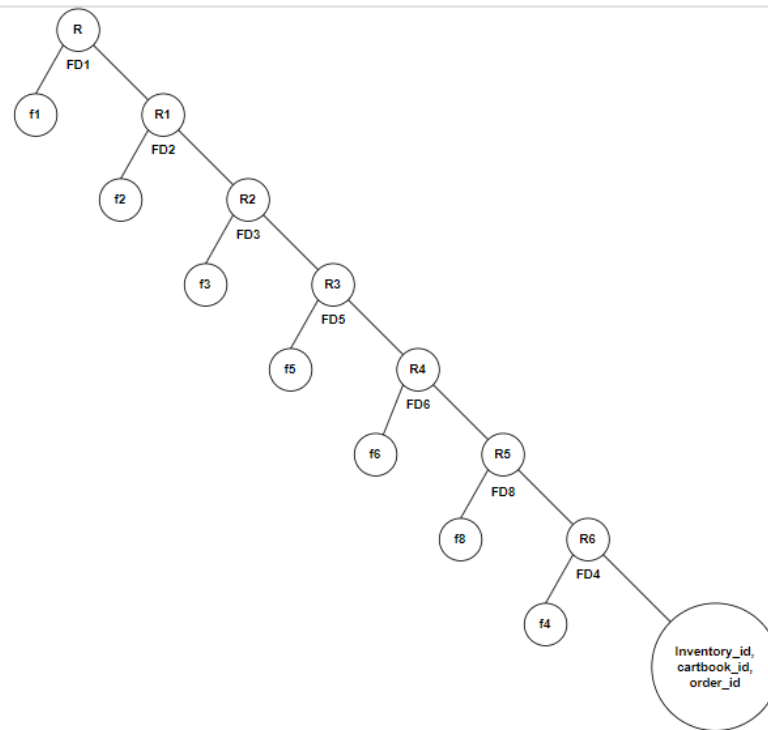 R
FD1
f1
R1
FD2
f2
R2
FD3
f3
R3
FD5
f5
R4
FD6
f6
R5
FD8
f8
R6
FD4
f4
Inventory_id,
cartbook_id,
order_id